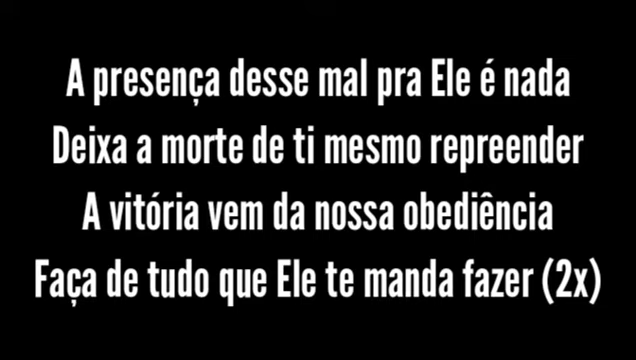 A presença desse mal pra Ele é nada
Deixa a morte de ti mesmo repreender
A vitória vem da nossa obediência
Faça de tudo que Ele te manda fazer (2x)